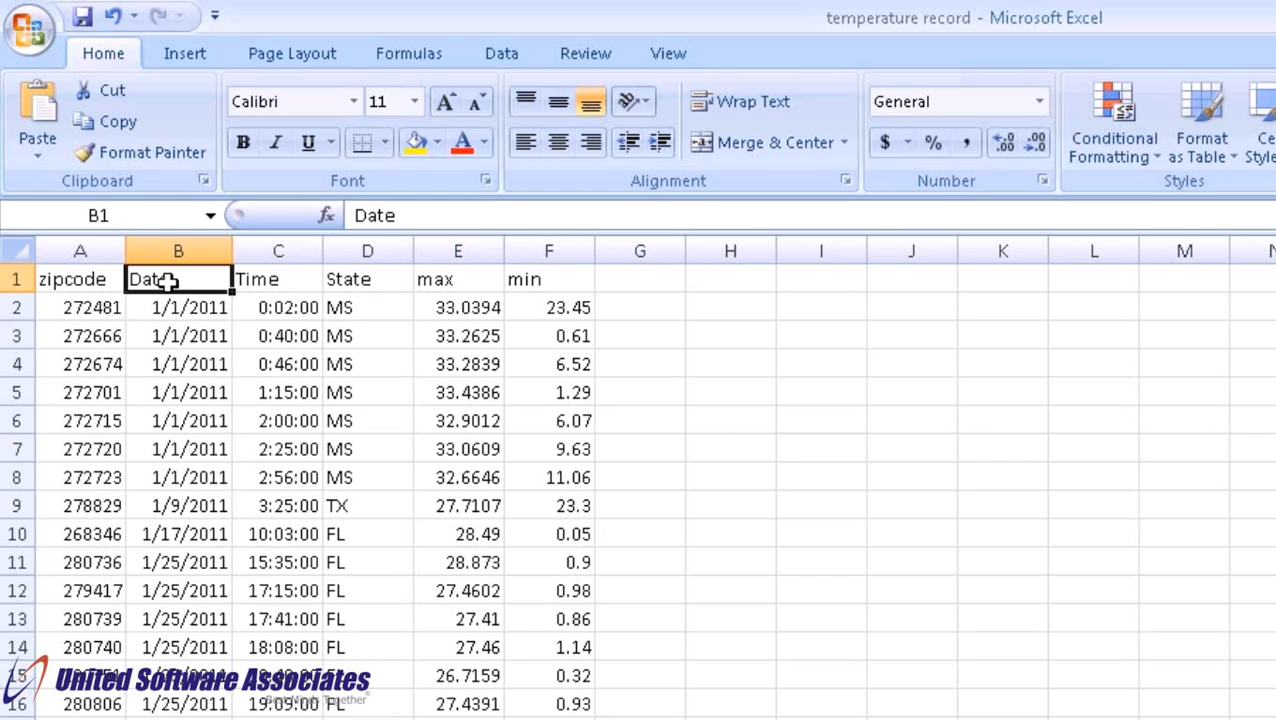 temperature record - Microsoft Excel
Home Insert Page Layout Formulas Data Review View
Paste
Cut
Copy
Format Painter
Clipboard
Calibri 11 A A
B I U A
Font
Wrap Text
Merge & Center
Alignment
General
$ % , .0 .00 .00 .0
Number
Conditional Formatting
Format as Table
Styles
B1 fx Date
A B C D E F G H I J K L M
1 zipcode Date Time State max min
2 272481 1/1/2011 0:02:00 MS 33.0394 23.45
3 272666 1/1/2011 0:40:00 MS 33.2625 0.61
4 272674 1/1/2011 0:46:00 MS 33.2839 6.52
5 272701 1/1/2011 1:15:00 MS 33.4386 1.29
6 272715 1/1/2011 2:00:00 MS 32.9012 6.07
7 272720 1/1/2011 2:25:00 MS 33.0609 9.63
8 272723 1/1/2011 2:56:00 MS 32.6646 11.06
9 278829 1/9/2011 3:25:00 TX 27.7107 23.3
10 268346 1/17/2011 10:03:00 FL 28.49 0.05
11 280736 1/25/2011 15:35:00 FL 28.873 0.9
12 279417 1/25/2011 17:15:00 FL 27.4602 0.98
13 280739 1/25/2011 17:41:00 FL 27.41 0.86
14 280740 1/25/2011 18:08:00 FL 27.46 1.14
15 26.7159 0.32
United Software Associates
Best Minds Together
16 280806 1/25/2011 19:09:00 FL 27.4391 0.93